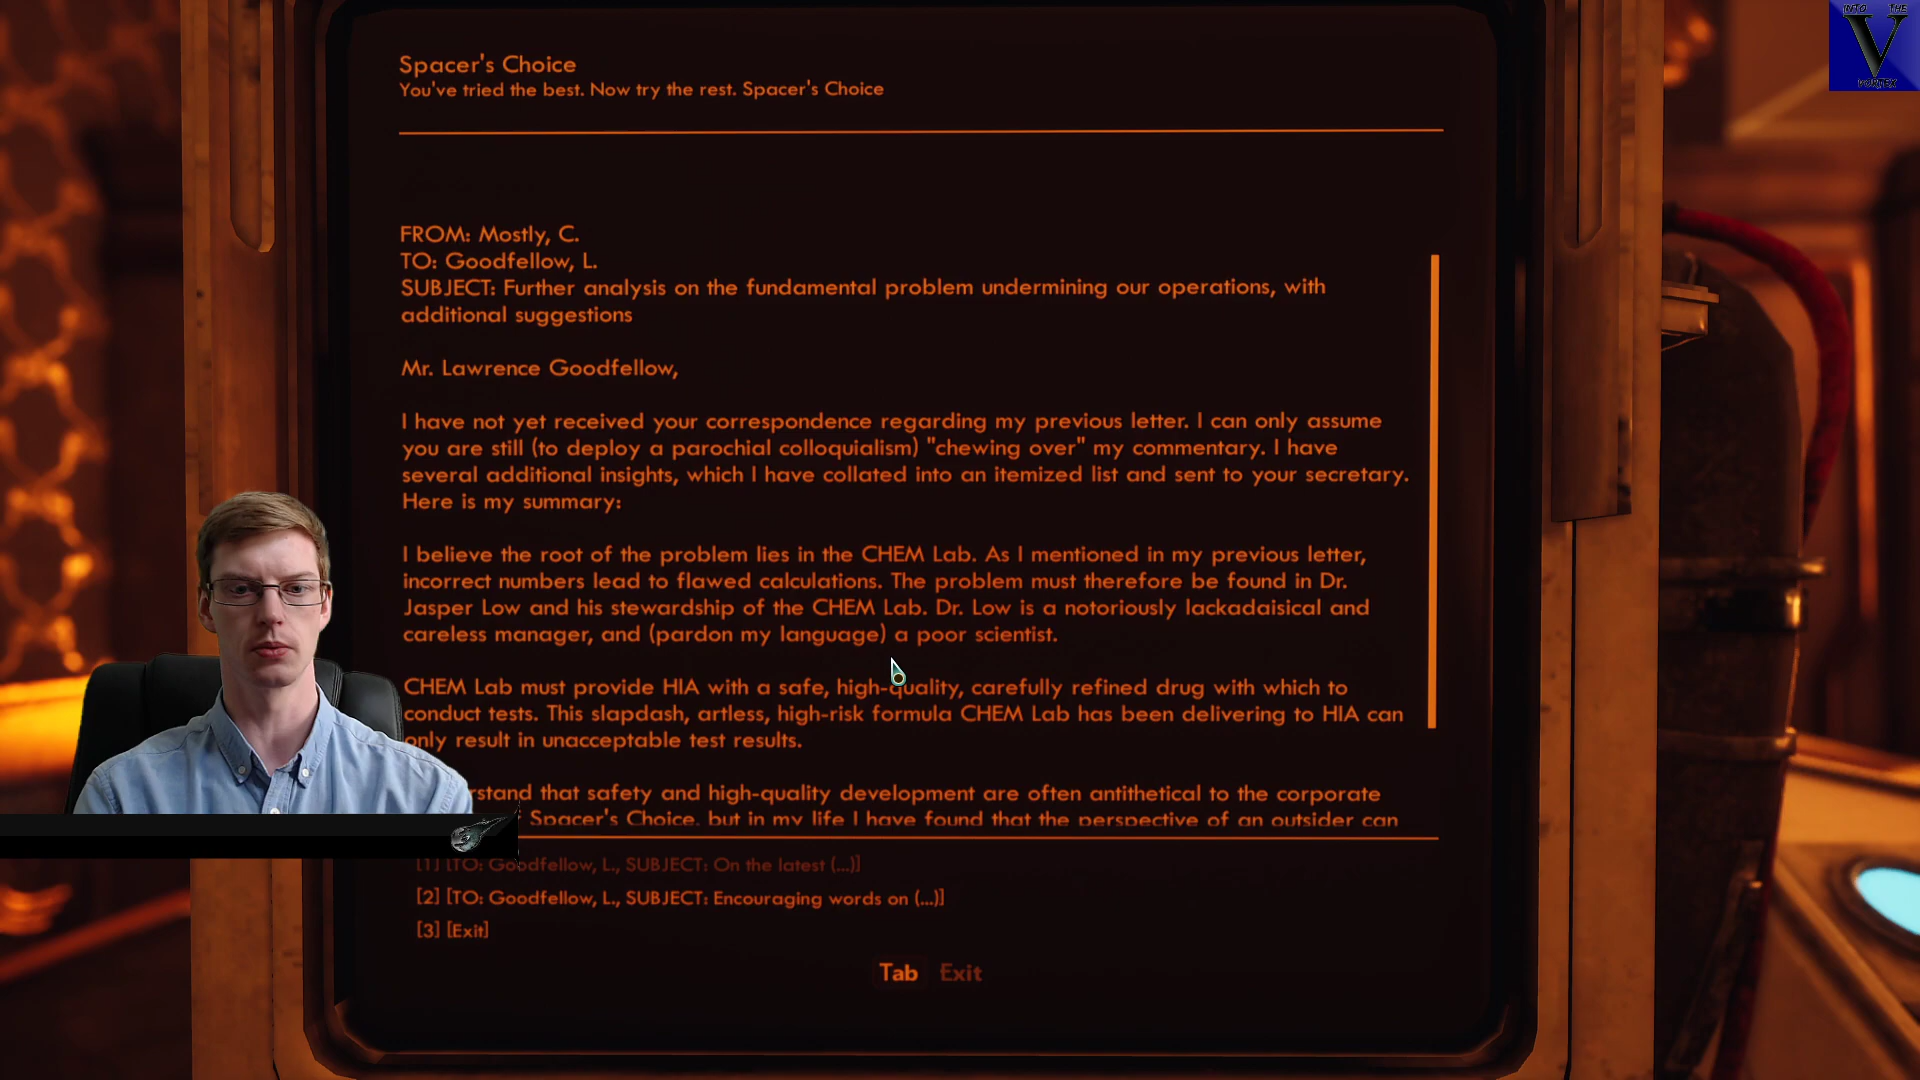 INTO THE
V
VORTEX
Spacer's Choice
You've tried the best. Now try the rest. Spacer's Choice
FROM: Mostly, C.
TO: Goodfellow, L.
SUBJECT: Further analysis on the fundamental problem undermining our operations, with
additional suggestions
Mr. Lawrence Goodfellow,
I have not yet received your correspondence regarding my previous letter. I can only assume
you are still (to deploy a parochial colloquialism) "chewing over" my commentary. I have
several additional insights, which I have collated into an itemized list and sent to your secretary.
Here is my summary:
I believe the root of the problem lies in the CHEM Lab. As I mentioned in my previous letter,
incorrect numbers lead to flawed calculations. The problem must therefore be found in Dr.
Jasper Low and his stewardship of the CHEM Lab. Dr. Low is a notoriously lackadaisical and
careless manager, and (pardon my language) a poor scientist.
CHEM Lab must provide HIA with a safe, high-quality, carefully refined drug with which to
conduct tests. This slapdash, artless, high-risk formula CHEM Lab has been delivering to HIA can
only result in unacceptable test results.
rstand that safety and high-quality development are often antithetical to the corporate
Spacer's Choice, but in my life I have found that the perspective of an outsider can
[1] [TO: Goodfellow, L., SUBJECT: On the latest (...)]
[2] [TO: Goodfellow, L., SUBJECT: Encouraging words on (...)]
[3] [Exit]
Tab Exit